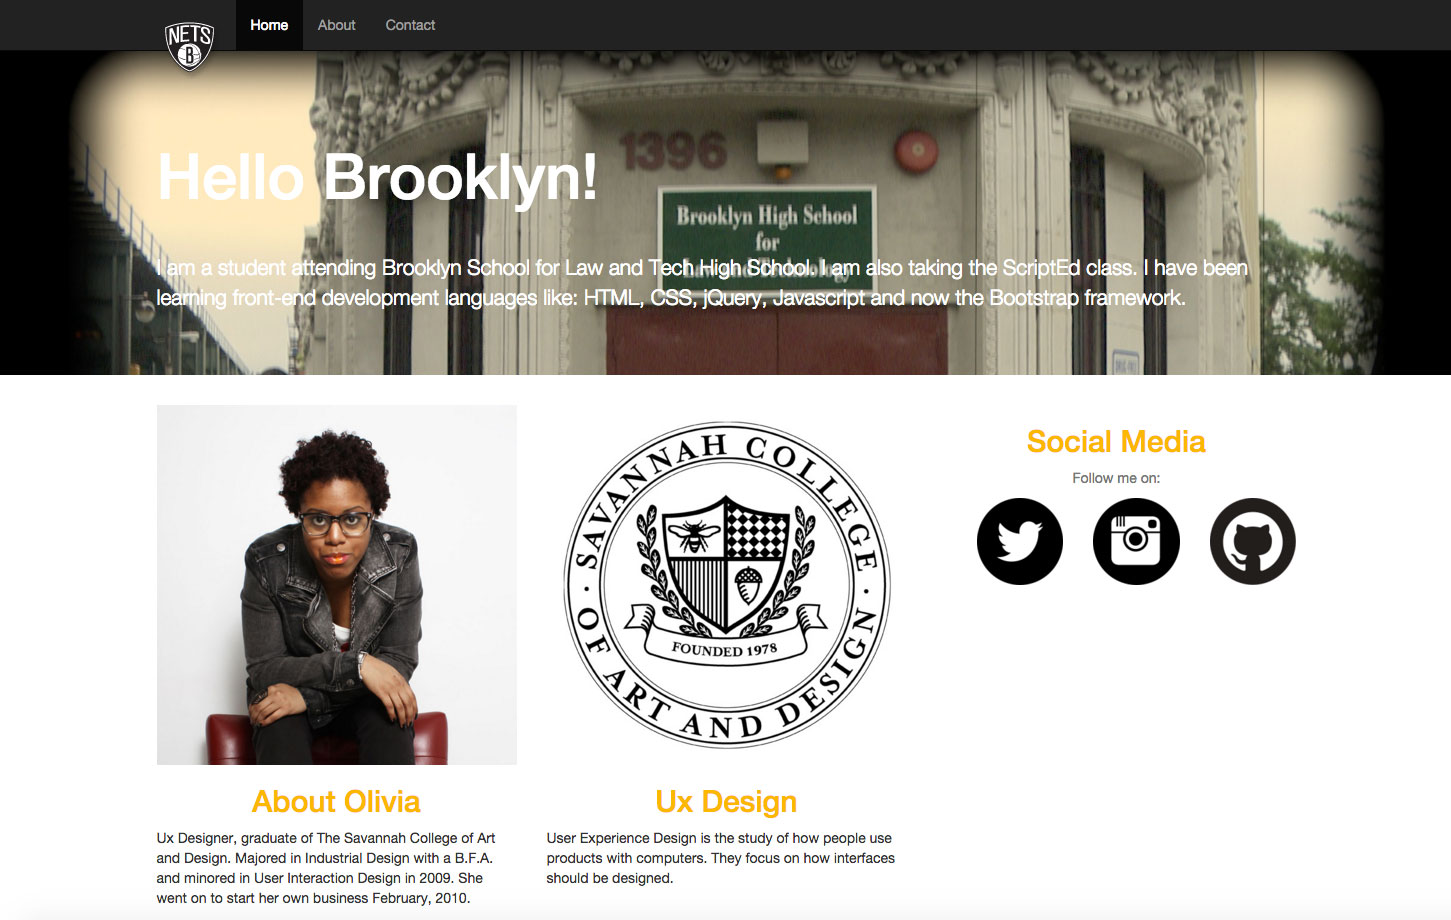 NETS
B
Home
About
Contact
1396
Hello Brooklyn!
Brooklyn High School
for
Law and Technology
I am a student attending Brooklyn School for Law and Tech High School. I am also taking the ScriptEd class. I have been
learning front-end development languages like: HTML, CSS, jQuery, Javascript and now the Bootstrap framework.
SAVANNAH COLLEGE
· OF ART AND DESIGN ·
FOUNDED 1978
Social Media
Follow me on:
About Olivia
Ux Designer, graduate of The Savannah College of Art
and Design. Majored in Industrial Design with a B.F.A.
and minored in User Interaction Design in 2009. She
went on to start her own business February, 2010.
Ux Design
User Experience Design is the study of how people use
products with computers. They focus on how interfaces
should be designed.